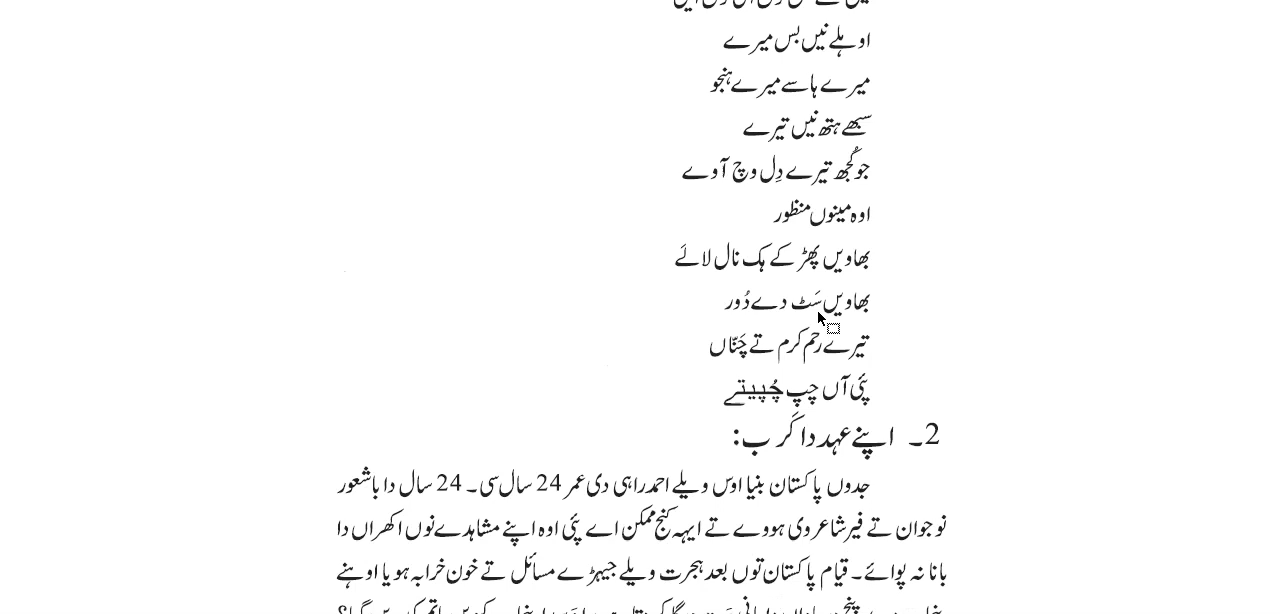 اوہلے نیں بس میرے
میرے ہاسے میرے ہنجو
سبھے ہتھ نیں تیرے
جو کُجھ تیرے دِل وچ آوے
اوہ مینوں منظور
بھاویں پھڑ کے ہک نال لائے
بھاویں سَٹ دے دُور
تیرے رحم کرم تے چَنّاں
پئی آں چپ چُپیتے
2۔ اپنے عہد دا کَرب:
جدوں پاکستان بنیا اوس ویلے احمد راہی دی عمر 24 سال سی۔ 24 سال دا باشعور
نوجوان تے فیر شاعر وی ہووے تے ایہہ کنج ممکن اے پئی اوہ اپنے مشاہدے نوں اکھراں دا
بانا نہ پوائے۔ قیام پاکستان توں بعد ہجرت ویلے جیہڑے مسائل تے خون خرابہ ہویا اوہنے